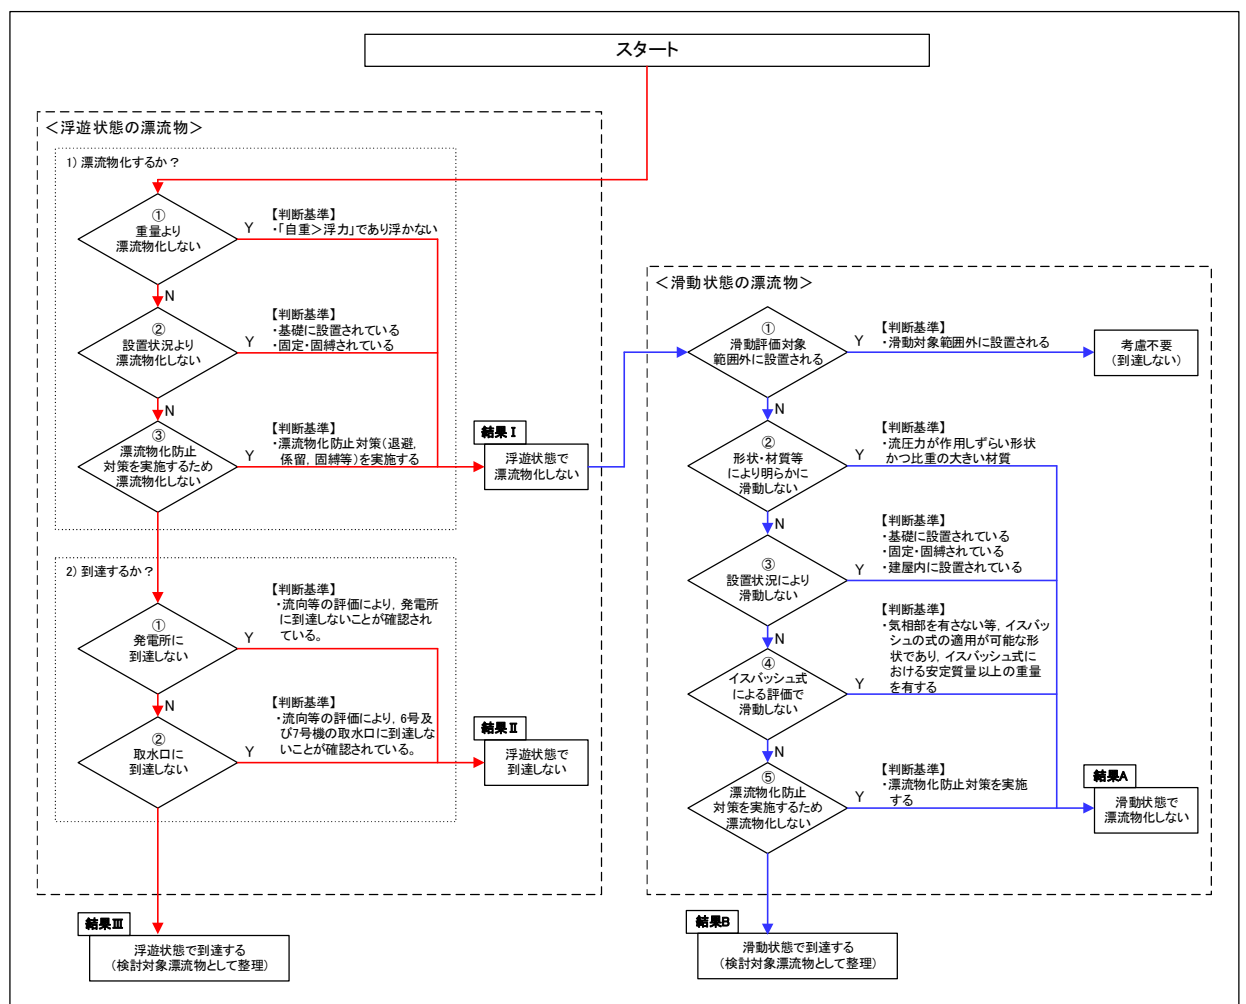 スタート
＜浮遊状態の漂流物＞
1) 漂流物化するか？
①
重量より
漂流物化しない
Y
【判断基準】
・「自重＞浮力」であり浮かない
N
②
設置状況より
漂流物化しない
Y
【判断基準】
・基礎に設置されている
・固定・固縛されている
N
③
漂流物化防止
対策を実施するため
漂流物化しない
Y
【判断基準】
・漂流物化防止対策（退避，
係留，固縛等）を実施する
結果Ⅰ
浮遊状態で
漂流物化しない
2) 到達するか？
①
発電所に
到達しない
Y
【判断基準】
・流向等の評価により，発電所
に到達しないことが確認され
ている。
N
②
取水口に
到達しない
Y
【判断基準】
・流向等の評価により，6号及
び7号機の取水口に到達しな
いことが確認されている。
結果Ⅱ
浮遊状態で
到達しない
結果Ⅲ
浮遊状態で到達する
（検討対象漂流物として整理）
＜滑動状態の漂流物＞
①
滑動評価対象
範囲外に設置される
Y
【判断基準】
・滑動対象範囲外に設置される
考慮不要
（到達しない）
N
②
形状・材質等
により明らかに
滑動しない
Y
【判断基準】
・流圧力が作用しずらい形状
かつ比重の大きい材質
N
③
設置状況により
滑動しない
Y
【判断基準】
・基礎に設置されている
・固定・固縛されている
・建屋内に設置されている
N
④
イスバッシュ式
による評価で
滑動しない
Y
【判断基準】
・気相部を有さない等，イスバッ
シュの式の適用が可能な形
状であり，イスバッシュ式に
おける安定質量以上の重量
を有する
N
⑤
漂流物化防止
対策を実施するため
漂流物化しない
Y
【判断基準】
・漂流物化防止対策を実施
する
結果A
滑動状態で
漂流物化しない
結果B
滑動状態で到達する
（検討対象漂流物として整理）